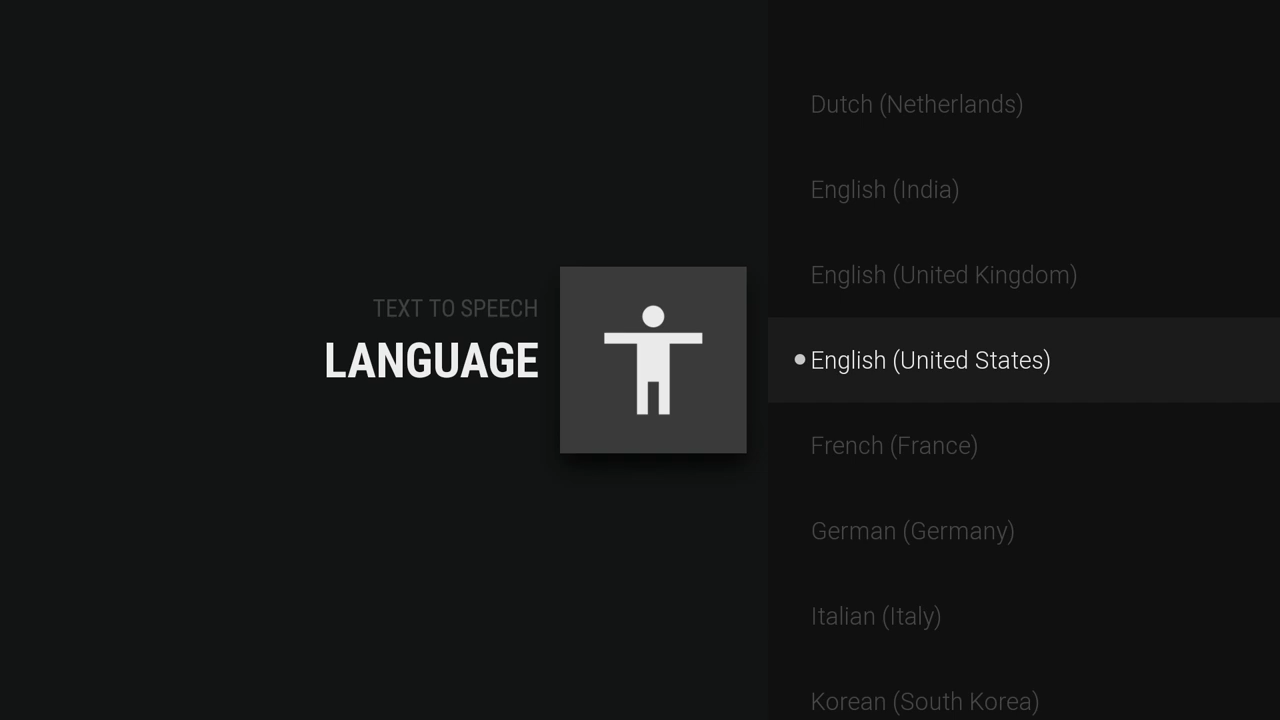 TEXT TO SPEECH
LANGUAGE
Dutch (Netherlands)
English (India)
English (United Kingdom)
English (United States)
French (France)
German (Germany)
Italian (Italy)
Korean (South Korea)